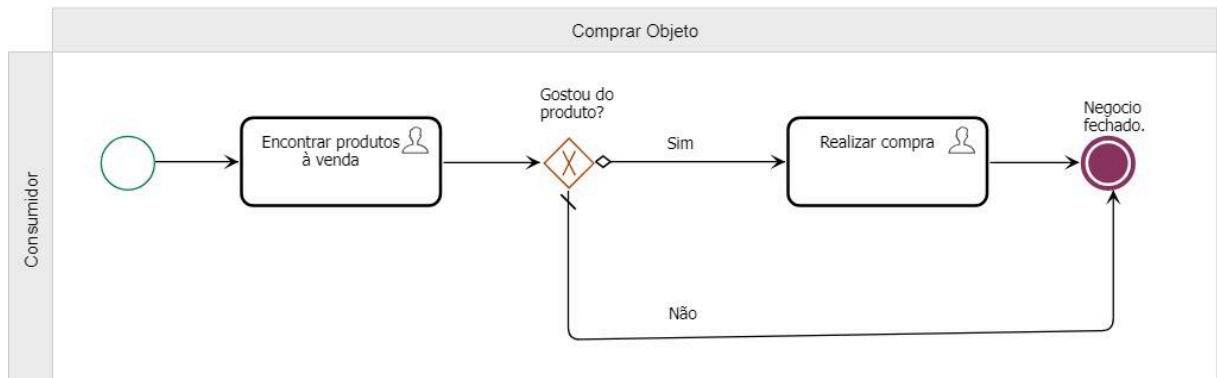 Comprar Objeto
Consumidor
Encontrar produtos
à venda
Gostou do
produto?
Sim
Realizar compra
Negocio
fechado.
Não